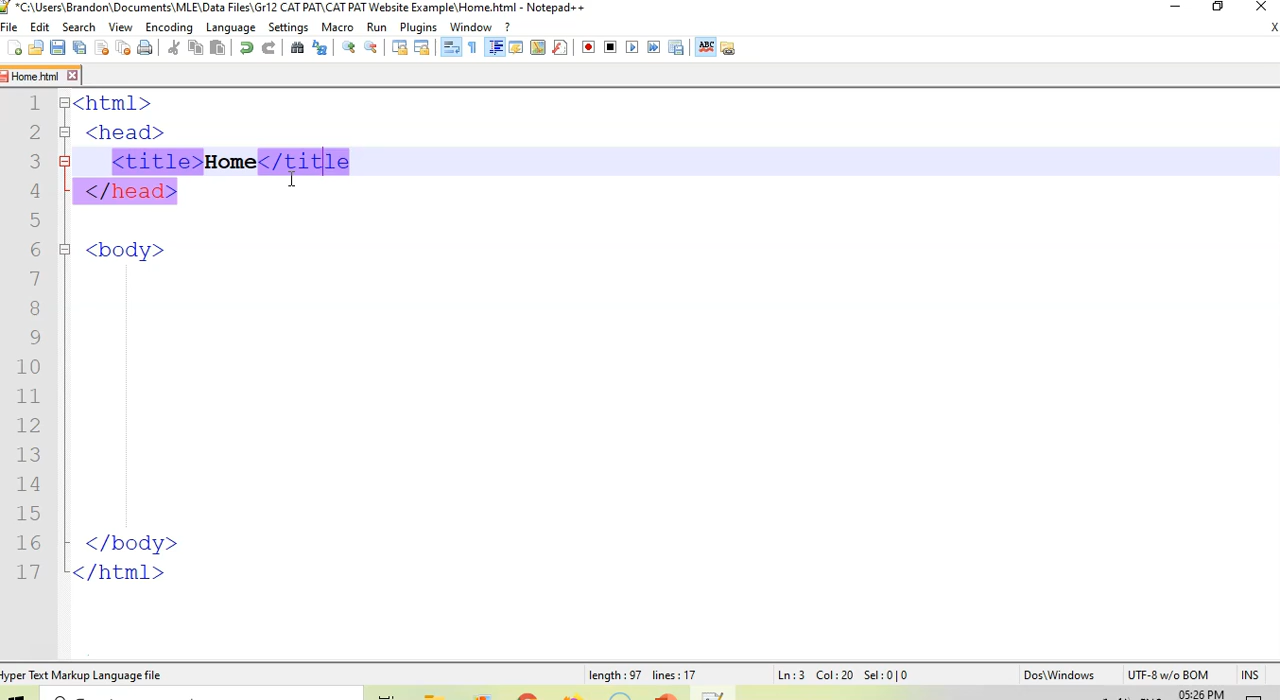 *C:\Users\Brandon\Documents\MLE\Data Files\Gr12 CAT PAT\CAT PAT Website Example\Home.html - Notepad++
File Edit Search View Encoding Language Settings Macro Run Plugins Window ? X
ABC
Home.html
1 <html>
2 <head>
3 <title>Home</title
4 </head>
5
6 <body>
7
8
9
10
11
12
13
14
15
16 </body>
17 </html>
Hyper Text Markup Language file length : 97 lines : 17 Ln : 3 Col : 20 Sel : 0 | 0 Dos\Windows UTF-8 w/o BOM INS
05:26 PM